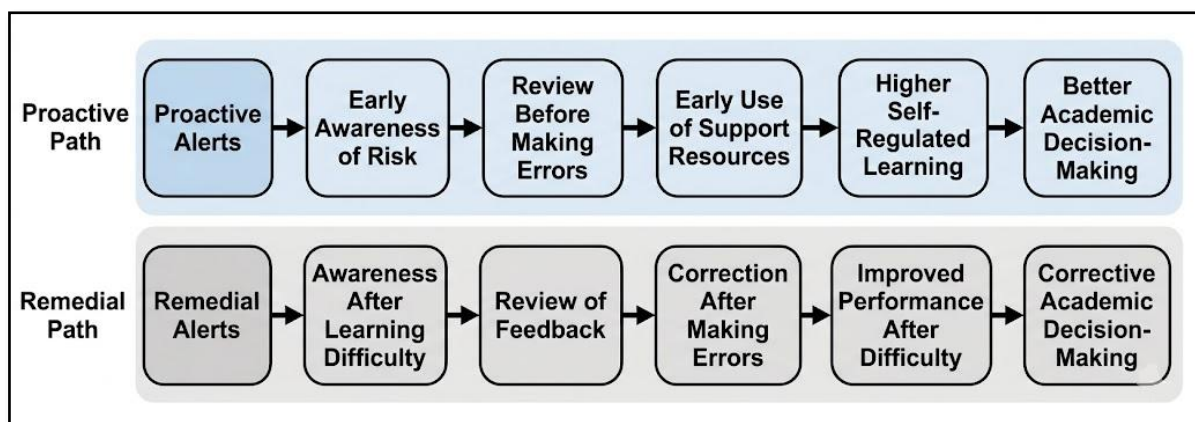 Proactive
Path
Proactive
Alerts
Early
Awareness
of Risk
Review
Before
Making
Errors
Early Use
of Support
Resources
Higher
Self-
Regulated
Learning
Better
Academic
Decision-
Making
Remedial
Path
Remedial
Alerts
Awareness
After
Learning
Difficulty
Review of
Feedback
Correction
After
Making
Errors
Improved
Performance
After
Difficulty
Corrective
Academic
Decision-
Making